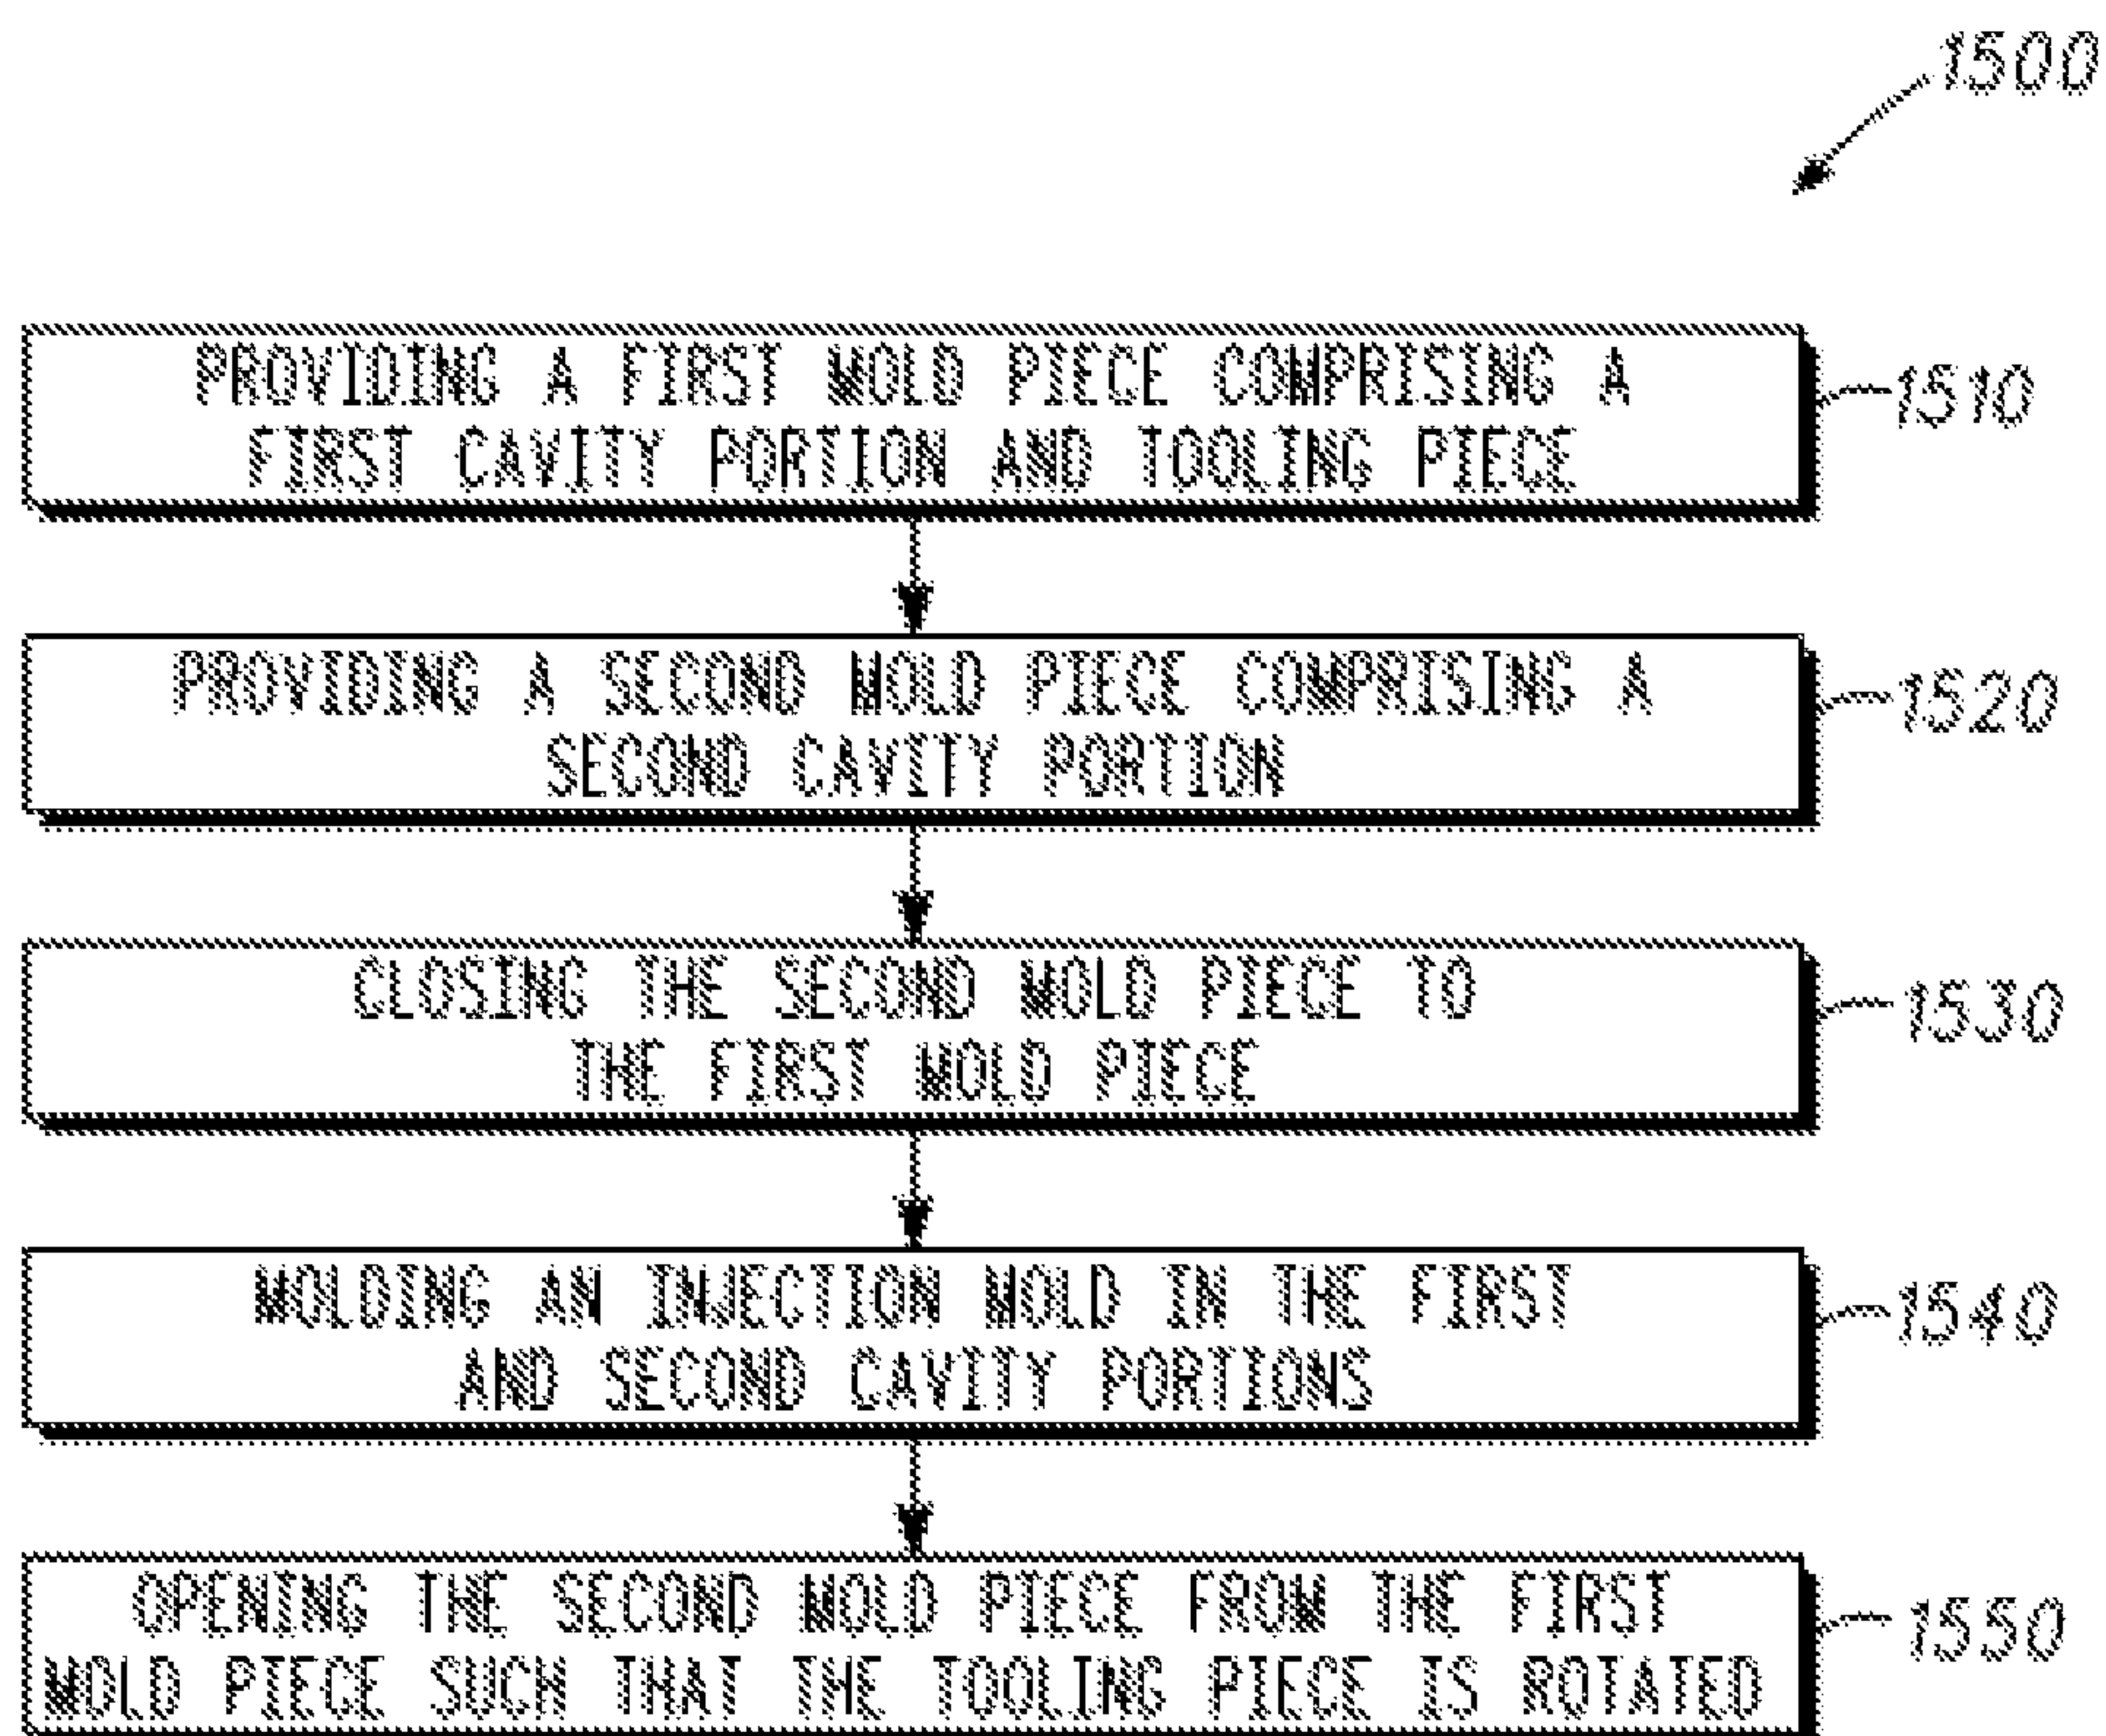 1500
PROVIDING A FIRST MOLD PIECE COMPRISING A
FIRST CAVITY PORTION AND TOOLING PIECE
1510
PROVIDING A SECOND MOLD PIECE COMPRISING A
SECOND CAVITY PORTION
1520
CLOSING THE SECOND MOLD PIECE TO
THE FIRST MOLD PIECE
1530
MOLDING AN INJECTION MOLD IN THE FIRST
AND SECOND CAVITY PORTIONS
1540
OPENING THE SECOND MOLD PIECE FROM THE FIRST
MOLD PIECE SUCH THAT THE TOOLING PIECE IS ROTATED
1550